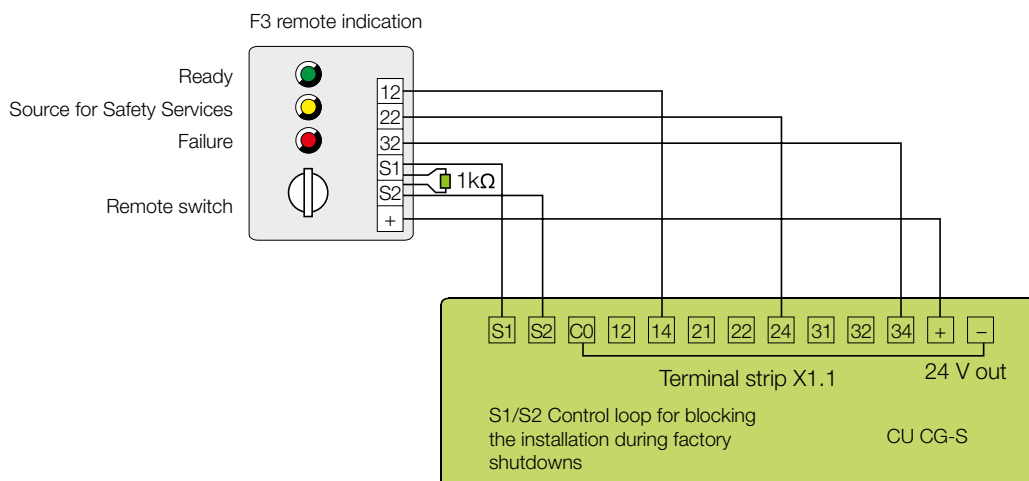 F3 remote indication
Ready
Source for Safety Services
Failure
Remote switch
12
22
32
S1
S2
+
1kΩ
S1 S2 C0 12 14 21 22 24 31 32 34 + −
Terminal strip X1.1
24 V out
S1/S2 Control loop for blocking
the installation during factory
shutdowns
CU CG-S